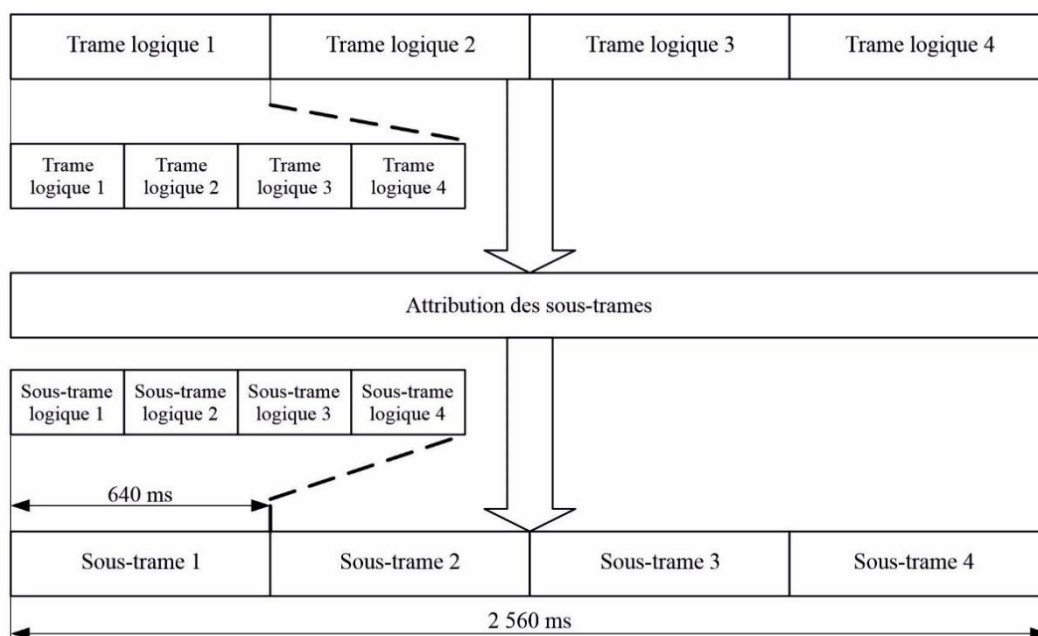 Trame logique 1
Trame logique 2
Trame logique 3
Trame logique 4
Trame
logique 1
Trame
logique 2
Trame
logique 3
Trame
logique 4
Attribution des sous-trames
Sous-trame
logique 1
Sous-trame
logique 2
Sous-trame
logique 3
Sous-trame
logique 4
640 ms
Sous-trame 1
Sous-trame 2
Sous-trame 3
Sous-trame 4
2 560 ms